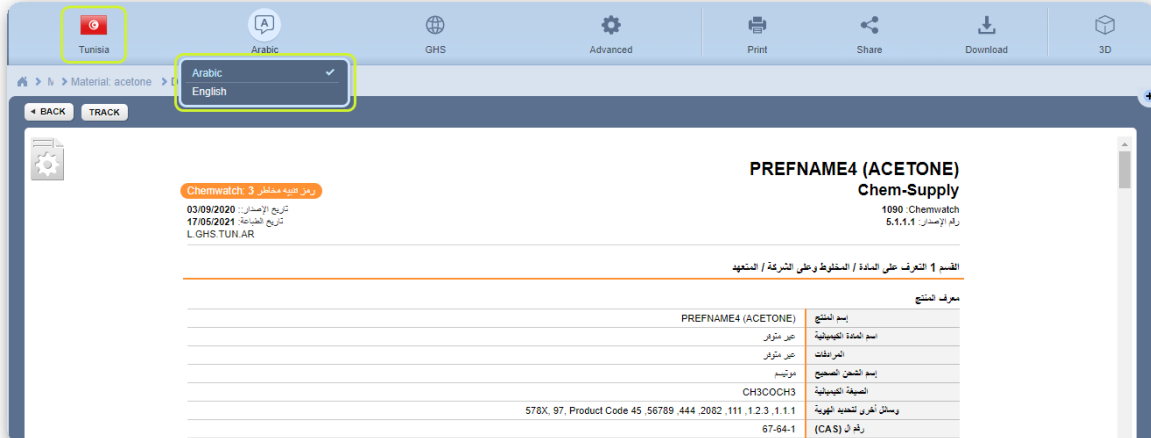 Tunisia
Arabic
GHS
Advanced
Print
Share
Download
3D
Material: acetone
Arabic
English
BACK
TRACK
PREFNAME4 (ACETONE)
Chem-Supply
Chemwatch: 3 رمز تنبيه مخاطر
1090 :Chemwatch
تاريخ الإصدار:: 03/09/2020
رقم الإصدار: 5.1.1.1
تاريخ الطباعة: 17/05/2021
L.GHS.TUN.AR
القسم 1 التعرف على المادة / المخلوط وعلى الشركة / المتعهد
معرف المنتج
إسم المنتج PREFNAME4 (ACETONE)
اسم المادة الكيميائية غير متوفر
المرادفات غير متوفر
إسم الشحن الصحيح
الصيغة الكيميائية CH3COCH3
وسائل أخرى لتحديد الهوية 578X, 97, Product Code 45 ,56789 ,444 ,2082 ,111 ,1.2.3 ,1.1.1
رقم ال (CAS) 67-64-1